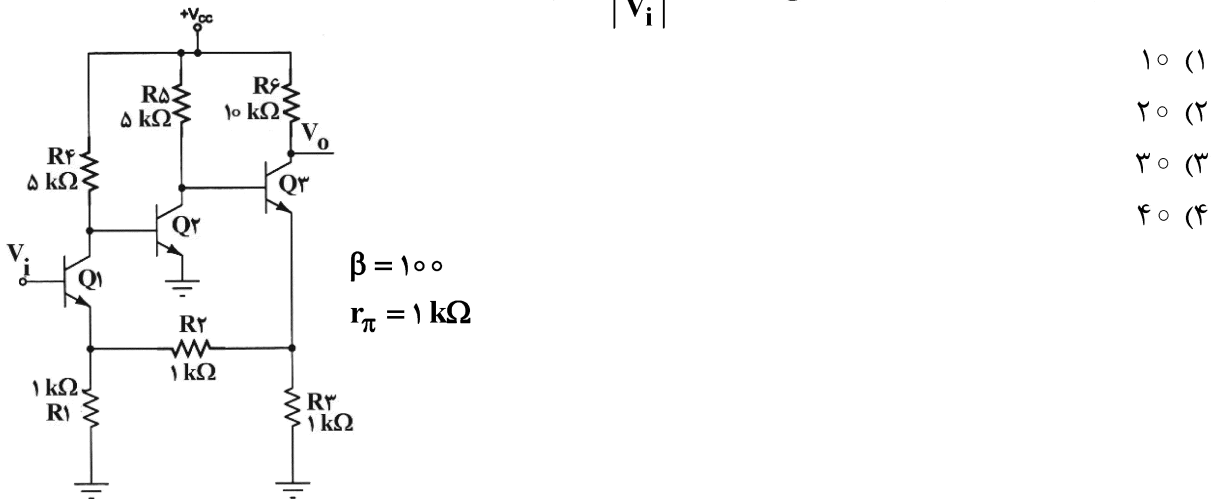 |Vi|
+VCC
۱۰ (۱
R۵
۵ kΩ
R۶
۱۰ kΩ
۲۰ (۲
Vo
R۴
۵ kΩ
۳۰ (۳
Q۳
Q۲
۴۰ (۴
Vi
Q۱
β = ۱۰۰
rπ = ۱ kΩ
R۲
۱ kΩ
۱ kΩ
R۱
R۳
۱ kΩ